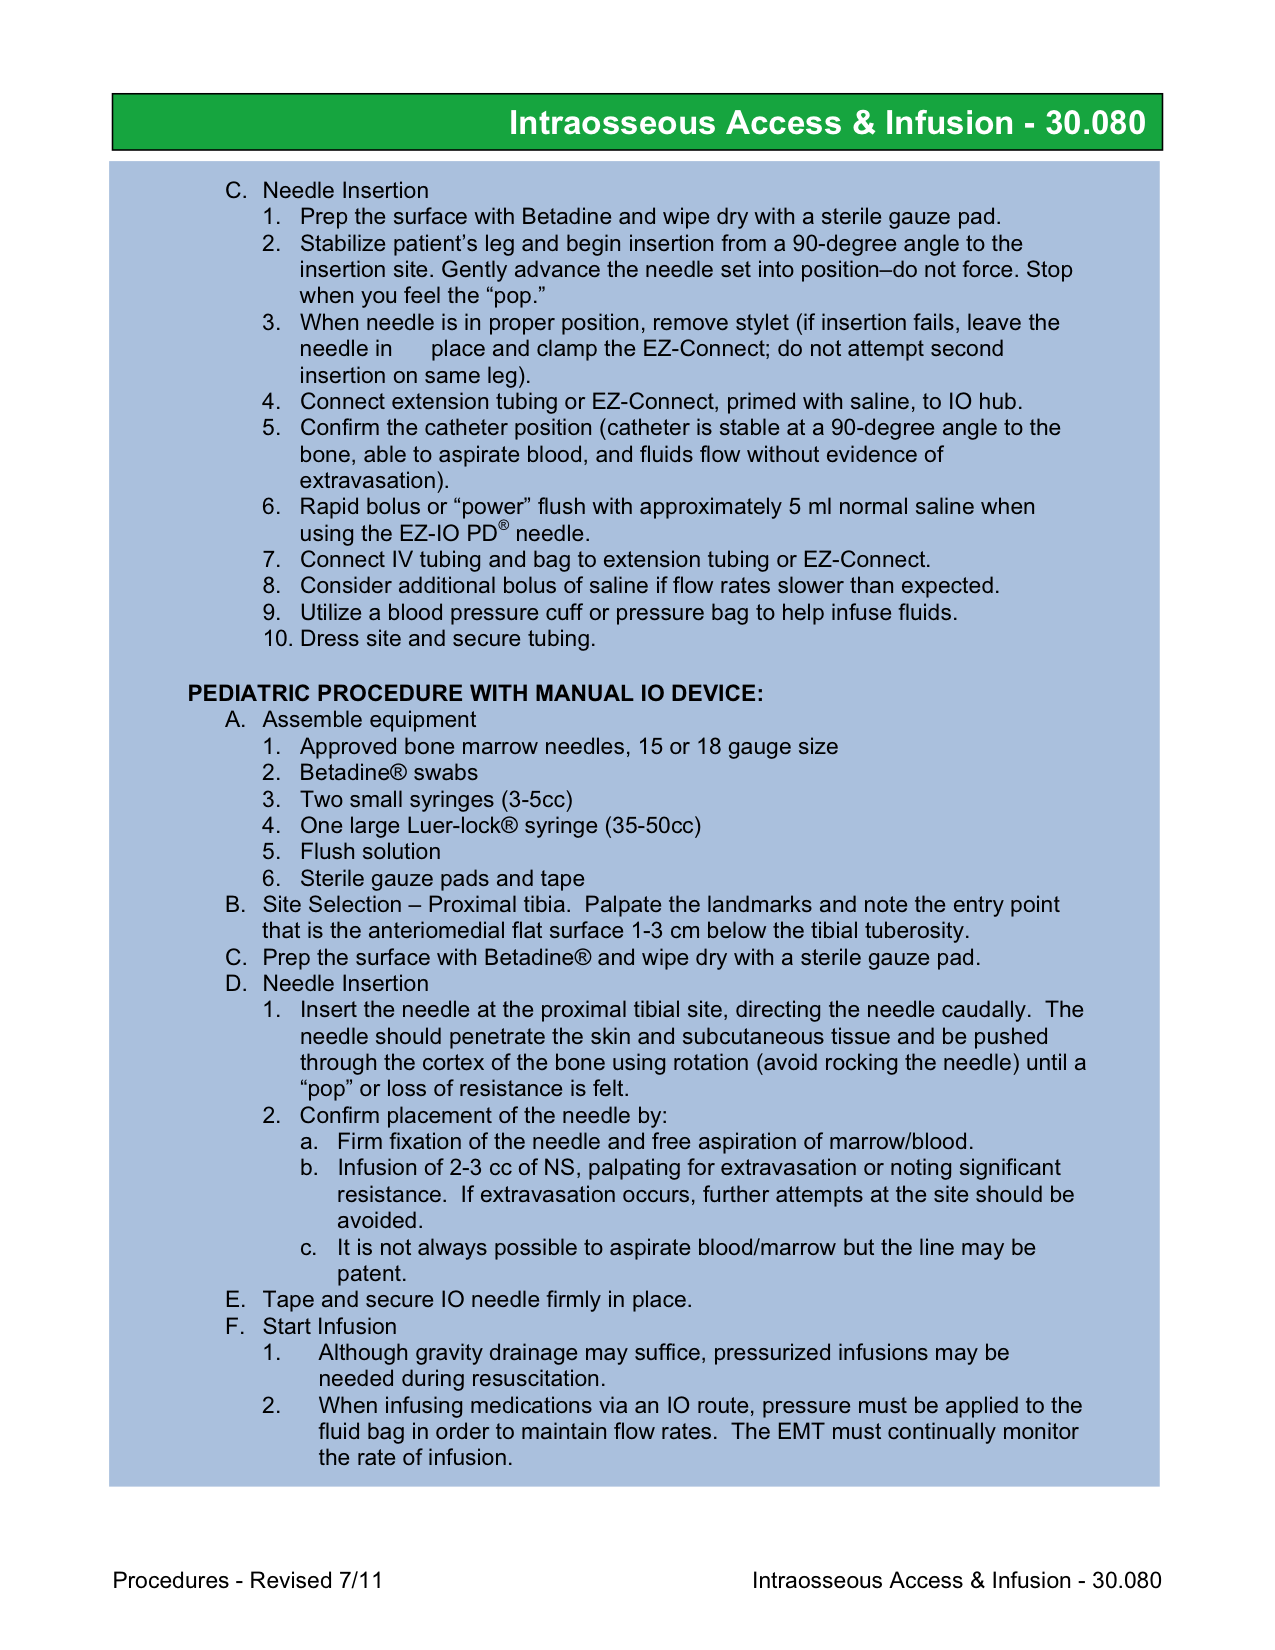 Intraosseous Access & Infusion - 30.080
C. Needle Insertion
1. Prep the surface with Betadine and wipe dry with a sterile gauze pad.
2. Stabilize patient’s leg and begin insertion from a 90-degree angle to the
insertion site. Gently advance the needle set into position–do not force. Stop
when you feel the “pop.”
3. When needle is in proper position, remove stylet (if insertion fails, leave the
needle in place and clamp the EZ-Connect; do not attempt second
insertion on same leg).
4. Connect extension tubing or EZ-Connect, primed with saline, to IO hub.
5. Confirm the catheter position (catheter is stable at a 90-degree angle to the
bone, able to aspirate blood, and fluids flow without evidence of
extravasation).
6. Rapid bolus or “power” flush with approximately 5 ml normal saline when
using the EZ-IO PD® needle.
7. Connect IV tubing and bag to extension tubing or EZ-Connect.
8. Consider additional bolus of saline if flow rates slower than expected.
9. Utilize a blood pressure cuff or pressure bag to help infuse fluids.
10. Dress site and secure tubing.
PEDIATRIC PROCEDURE WITH MANUAL IO DEVICE:
A. Assemble equipment
1. Approved bone marrow needles, 15 or 18 gauge size
2. Betadine® swabs
3. Two small syringes (3-5cc)
4. One large Luer-lock® syringe (35-50cc)
5. Flush solution
6. Sterile gauze pads and tape
B. Site Selection – Proximal tibia. Palpate the landmarks and note the entry point
that is the anteriomedial flat surface 1-3 cm below the tibial tuberosity.
C. Prep the surface with Betadine® and wipe dry with a sterile gauze pad.
D. Needle Insertion
1. Insert the needle at the proximal tibial site, directing the needle caudally. The
needle should penetrate the skin and subcutaneous tissue and be pushed
through the cortex of the bone using rotation (avoid rocking the needle) until a
“pop” or loss of resistance is felt.
2. Confirm placement of the needle by:
a. Firm fixation of the needle and free aspiration of marrow/blood.
b. Infusion of 2-3 cc of NS, palpating for extravasation or noting significant
resistance. If extravasation occurs, further attempts at the site should be
avoided.
c. It is not always possible to aspirate blood/marrow but the line may be
patent.
E. Tape and secure IO needle firmly in place.
F. Start Infusion
1. Although gravity drainage may suffice, pressurized infusions may be
needed during resuscitation.
2. When infusing medications via an IO route, pressure must be applied to the
fluid bag in order to maintain flow rates. The EMT must continually monitor
the rate of infusion.
Procedures - Revised 7/11 Intraosseous Access & Infusion - 30.080